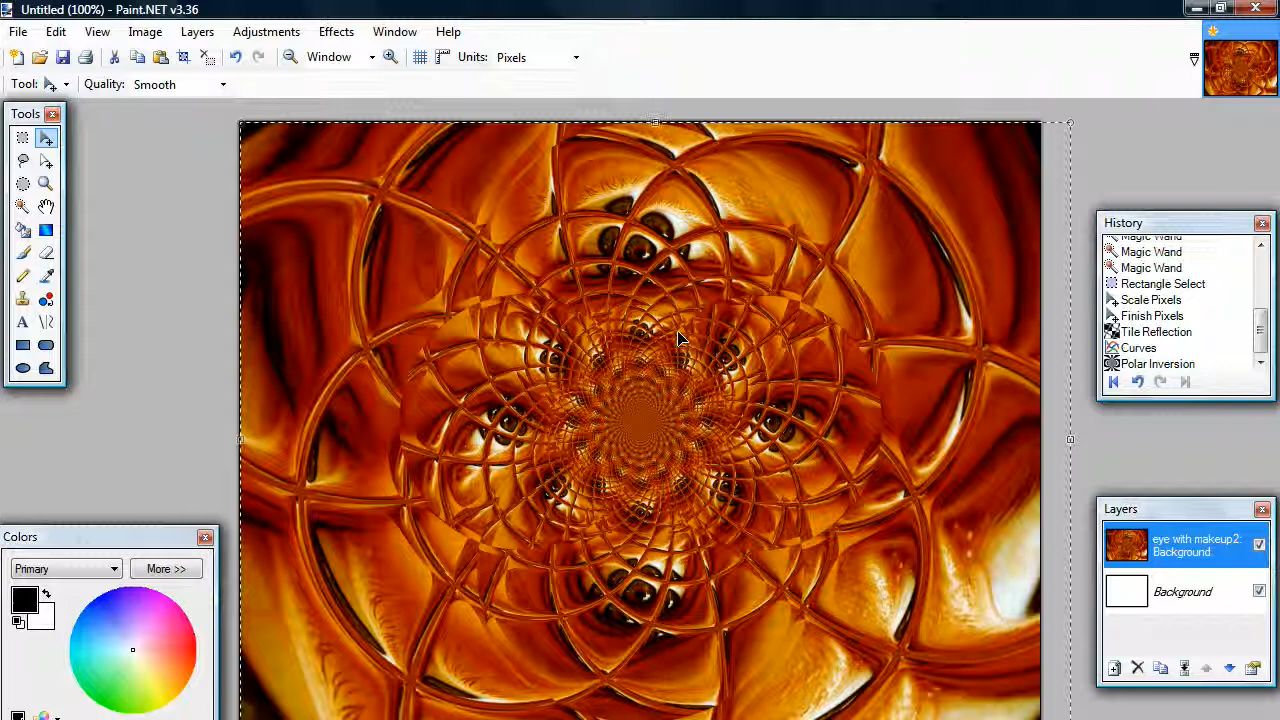 Untitled (100%) - Paint.NET v3.36
File Edit View Image Layers Adjustments Effects Window Help
Window Units: Pixels
Tool: Quality: Smooth
Tools
History
Magic Wand
Magic Wand
Magic Wand
Rectangle Select
Scale Pixels
Finish Pixels
Tile Reflection
Curves
Polar Inversion
Layers
eye with makeup2:
Background
Background
Colors
Primary More >>